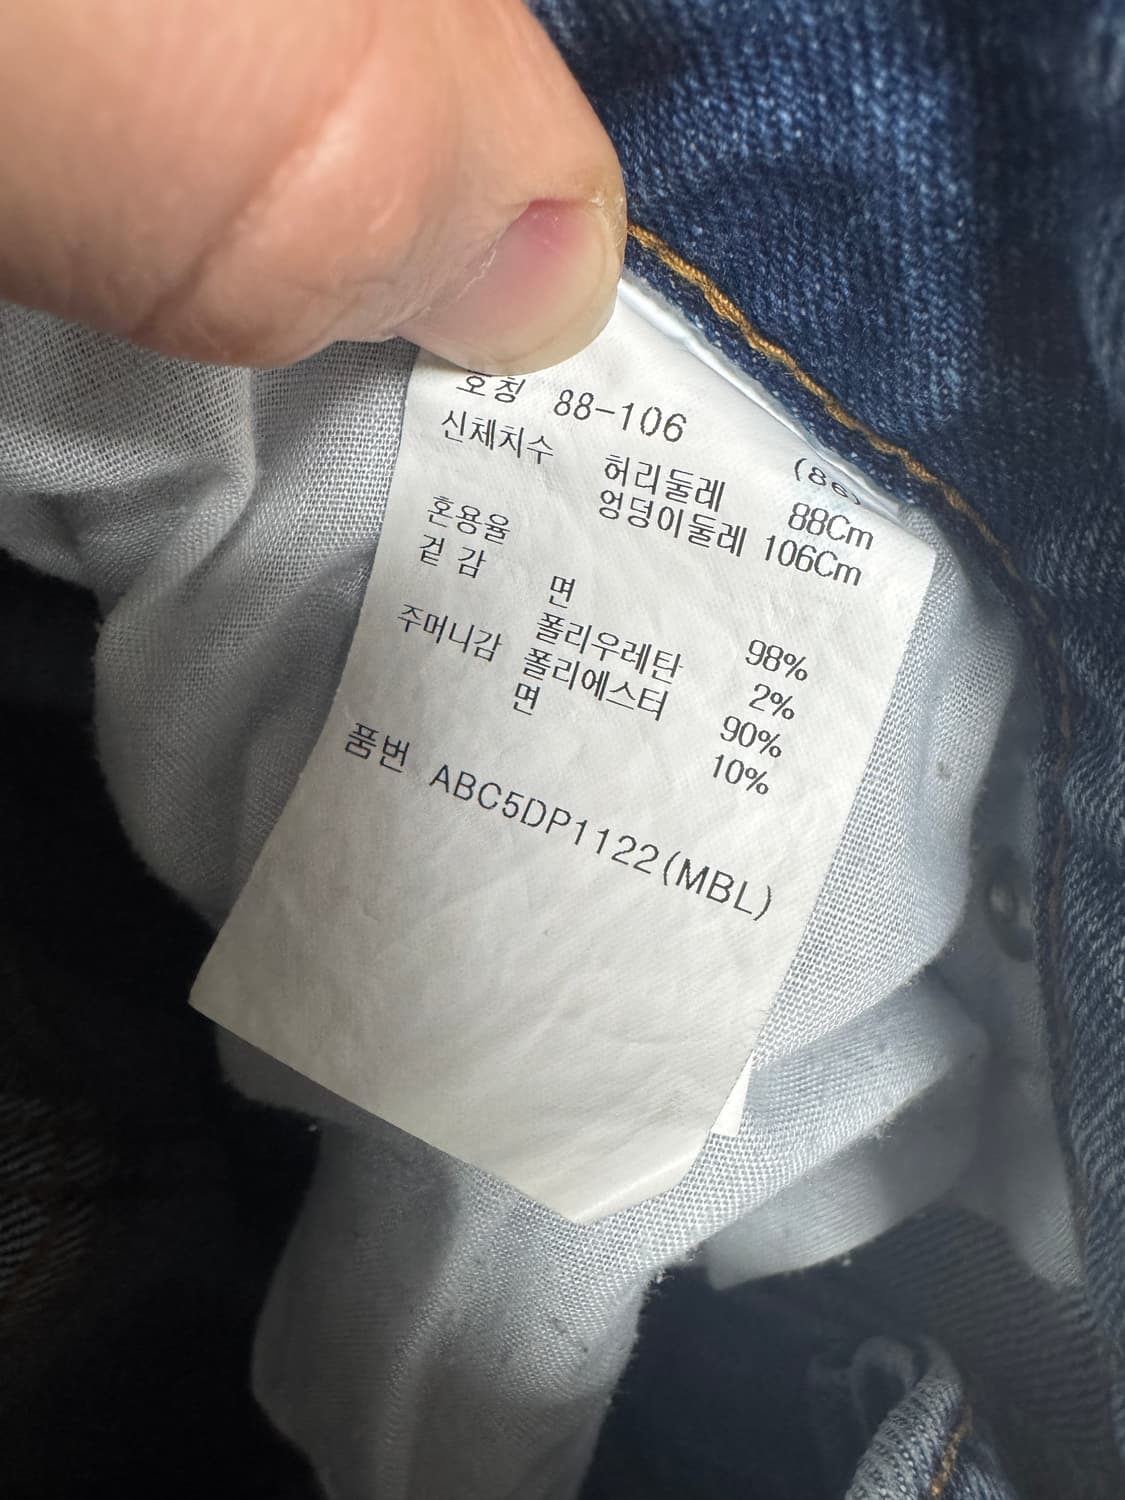 호칭 88-106 (86)
신체치수 허리둘레 88Cm
엉덩이둘레 106Cm
혼용율
겉 감 면 98%
폴리우레탄 2%
주머니감 폴리에스터 90%
면 10%
품번 ABC5DP1122(MBL)